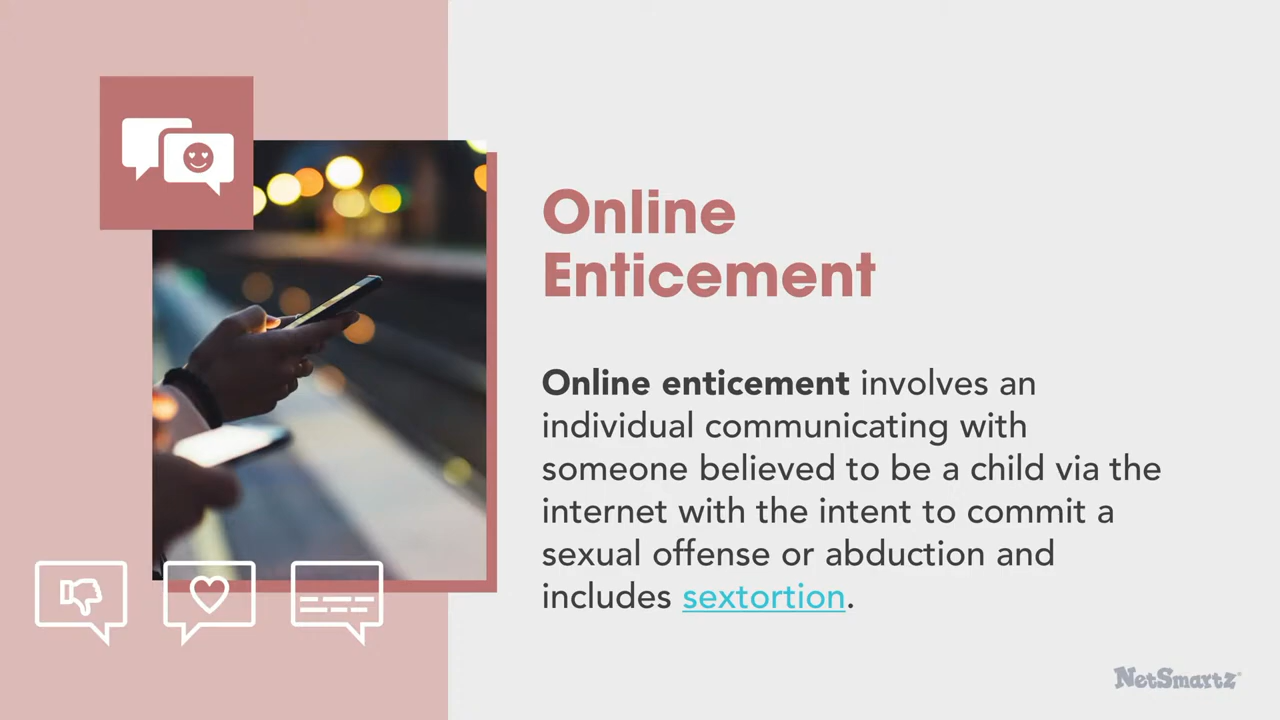 Online
Enticement
Online enticement involves an
individual communicating with
someone believed to be a child via the
internet with the intent to commit a
sexual offense or abduction and
includes sextortion.
NetSmartz®